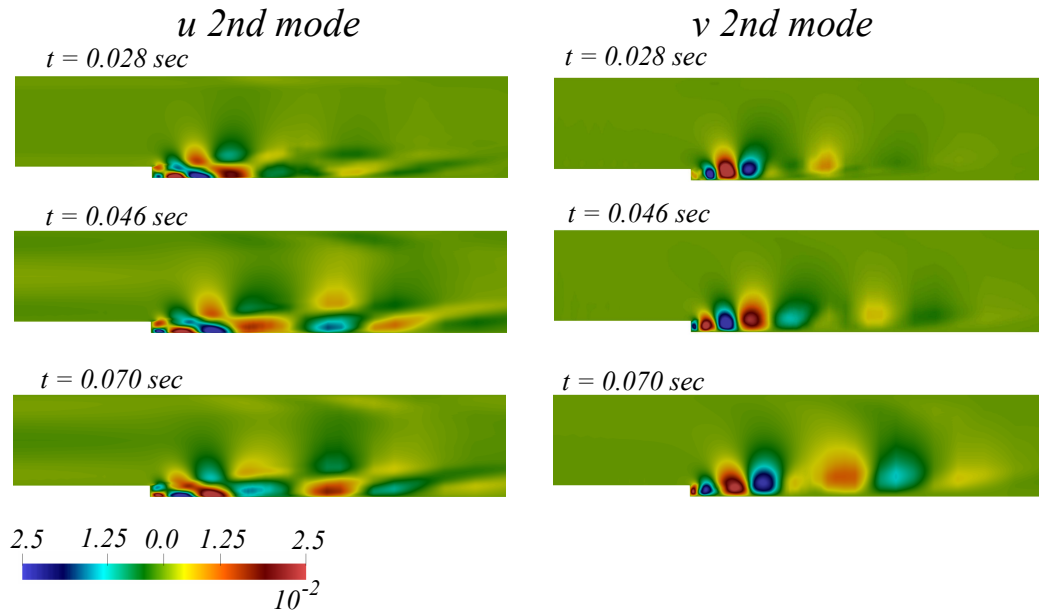 u 2nd mode
v 2nd mode
t = 0.028 sec
t = 0.028 sec
t = 0.046 sec
t = 0.046 sec
t = 0.070 sec
t = 0.070 sec
2.5 1.25 0.0 1.25 2.5
10-2